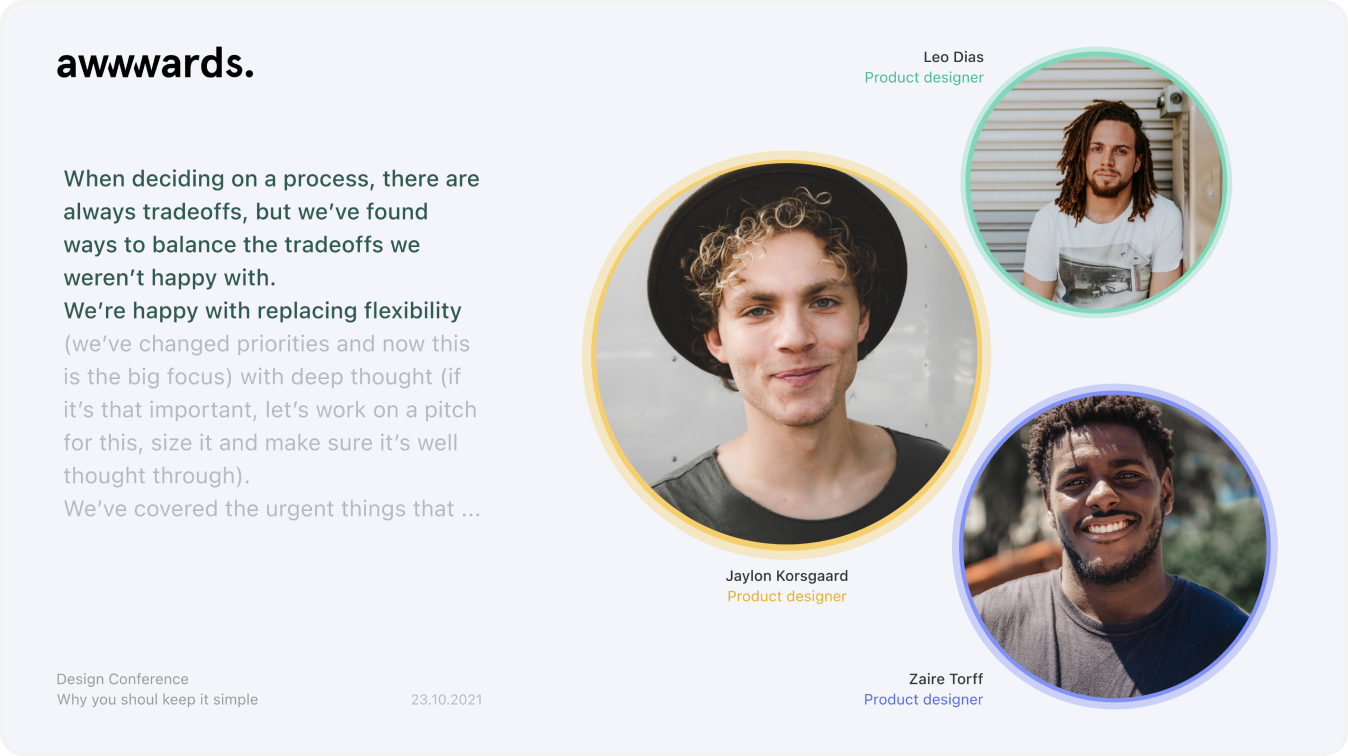 awwwards.
When deciding on a process, there are
always tradeoffs, but we’ve found
ways to balance the tradeoffs we
weren’t happy with.
We’re happy with replacing flexibility
(we’ve changed priorities and now this
is the big focus) with deep thought (if
it’s that important, let’s work on a pitch
for this, size it and make sure it’s well
thought through).
We’ve covered the urgent things that ...
Design Conference
Why you shoul keep it simple
23.10.2021
Leo Dias
Product designer
Jaylon Korsgaard
Product designer
Zaire Torff
Product designer